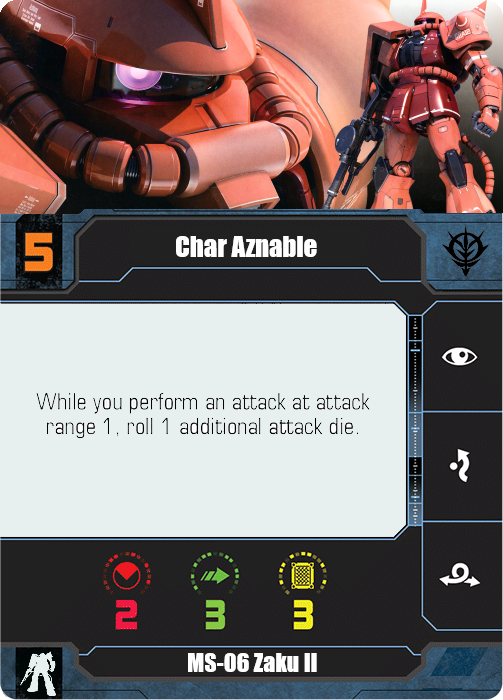 5
Char Aznable
While you perform an attack at attack
range 1, roll 1 additional attack die.
2 3 3
MS-06 Zaku II